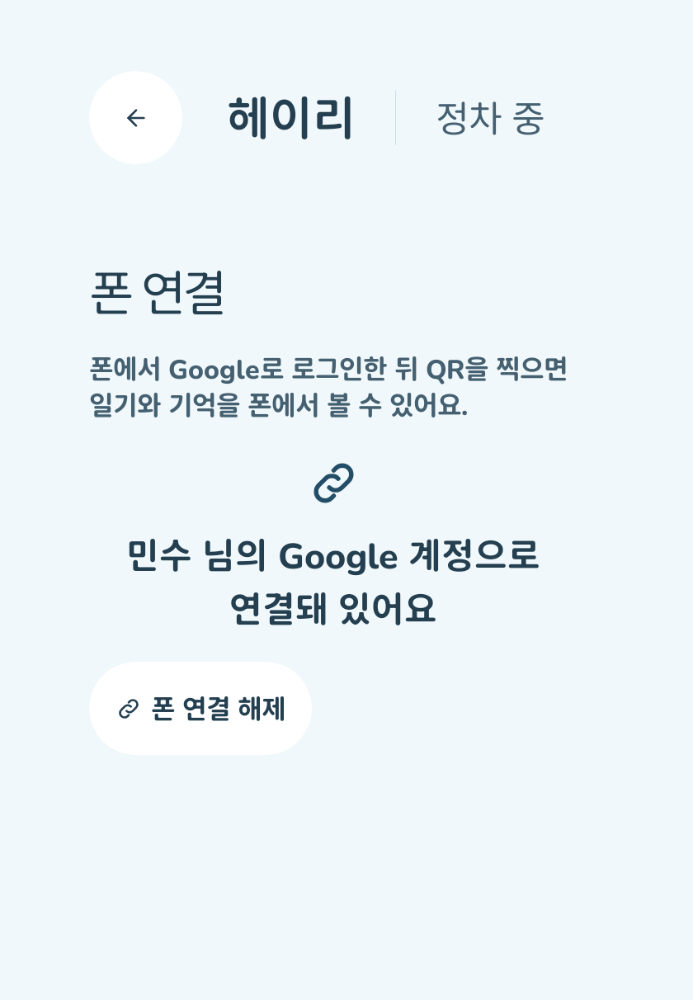 헤이리
정차 중
폰 연결
폰에서 Google로 로그인한 뒤 QR을 찍으면
일기와 기억을 폰에서 볼 수 있어요.
민수 님의 Google 계정으로
연결돼 있어요
폰 연결 해제